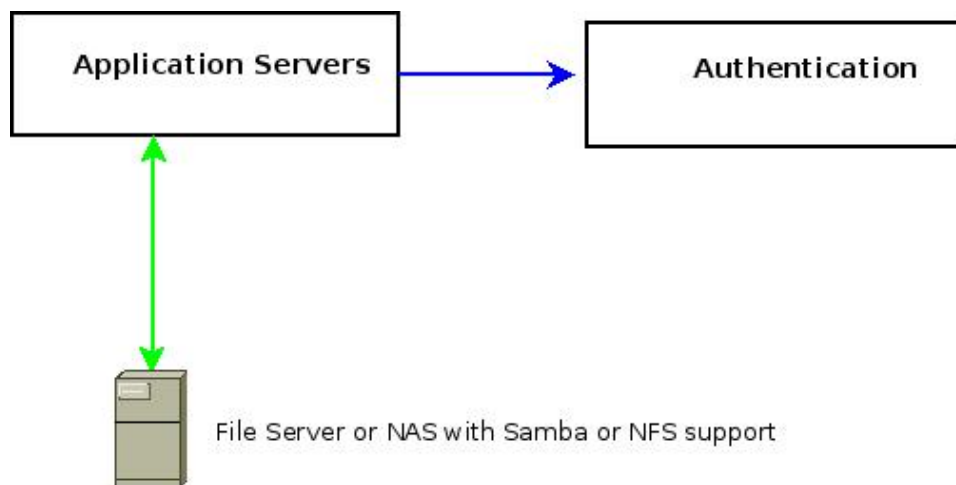 Application Servers
Authentication
File Server or NAS with Samba or NFS support